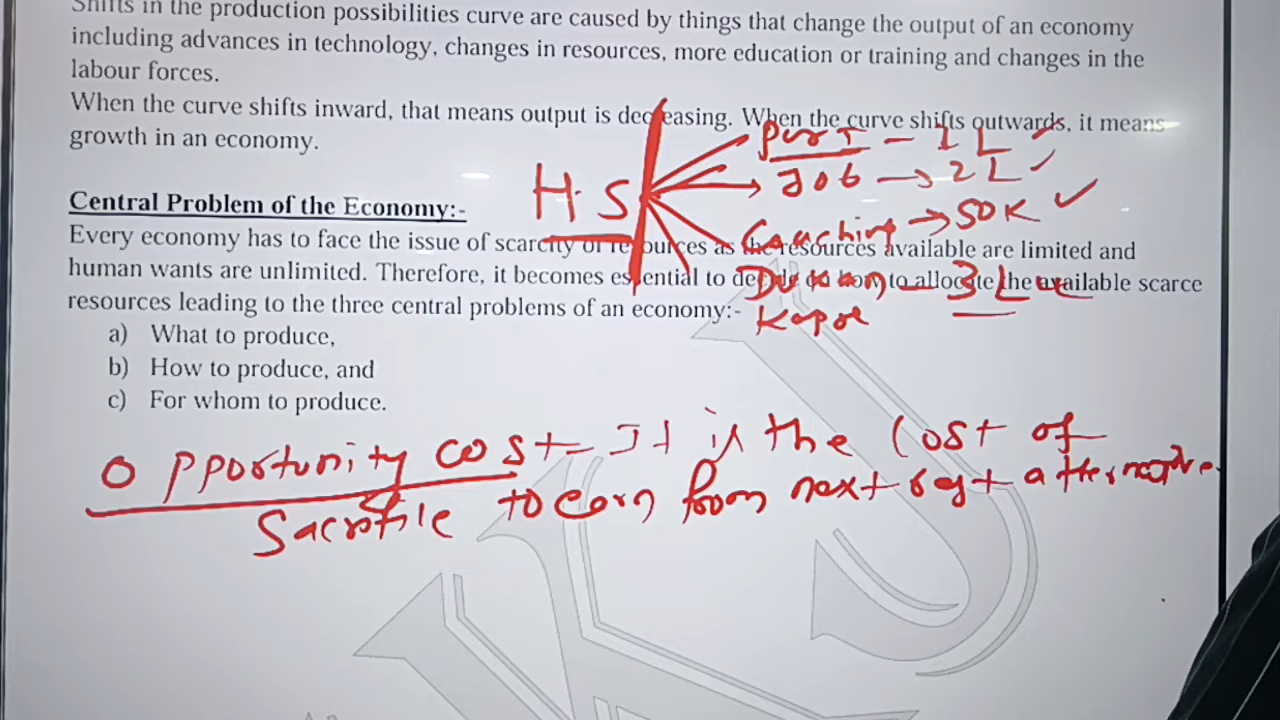 Shifts in the production possibilities curve are caused by things that change the output of an economy
including advances in technology, changes in resources, more education or training and changes in the
labour forces.
When the curve shifts inward, that means output is decreasing. When the curve shifts outwards, it means
growth in an economy.
H.S
Job → 2L
→ 50K
3 L
Central Problem of the Economy:-
Every economy has to face the issue of scarcity of resources as the resources available are limited and
human wants are unlimited. Therefore, it becomes essential to decide on how to allocate the available scarce
resources leading to the three central problems of an economy:-
a) What to produce,
b) How to produce, and
c) For whom to produce.
Opportunity cost - It is the Cost of
Sacrifile to earn from next best alternative.